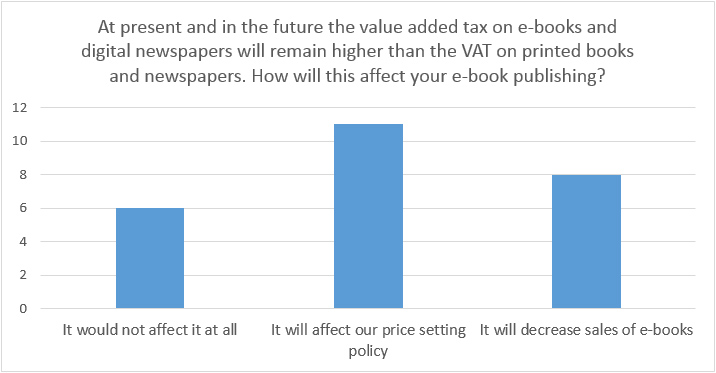 At present and in the future the value added tax on e-books and
digital newspapers will remain higher than the VAT on printed books
and newspapers. How will this affect your e-book publishing?
12
10
8
6
4
2
0
It would not affect it at all
It will affect our price setting
policy
It will decrease sales of e-books